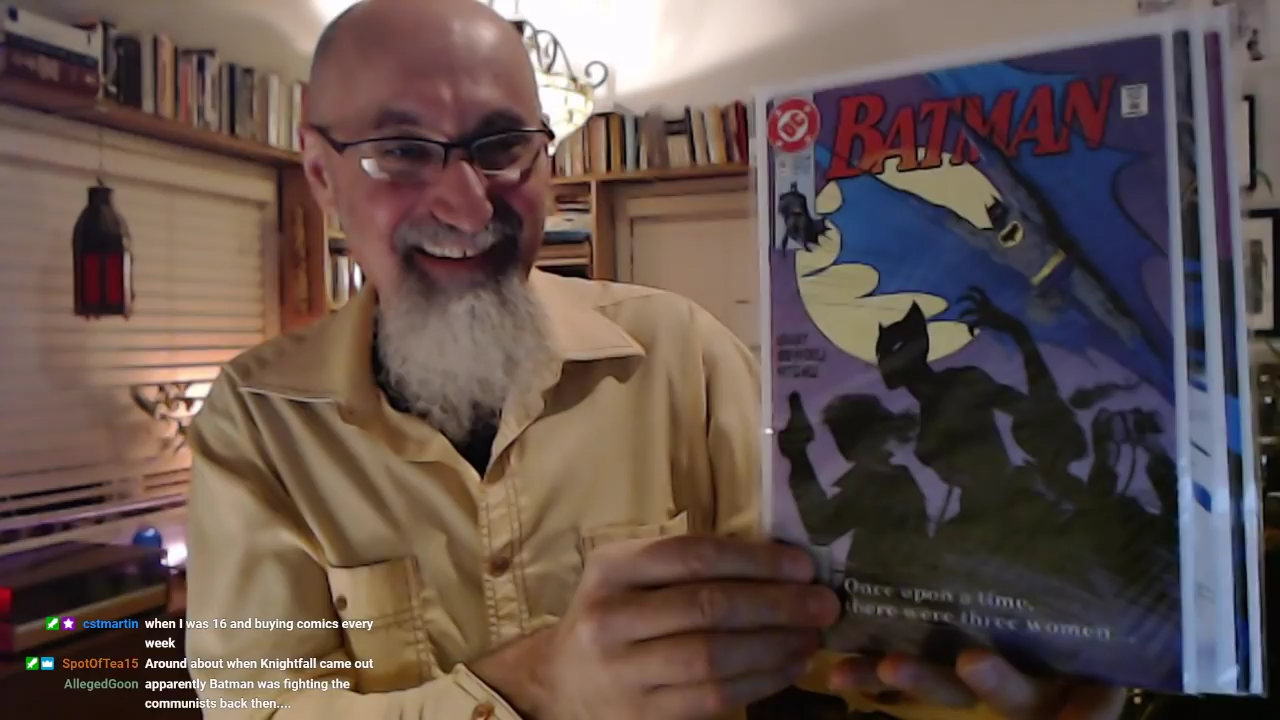 BATMAN
DC
Once upon a time,
there were three women...
cstmartin when I was 16 and buying comics every
week
SpotOfTea15 Around about when Knightfall came out
AllegedGoon apparently Batman was fighting the
communists back then....